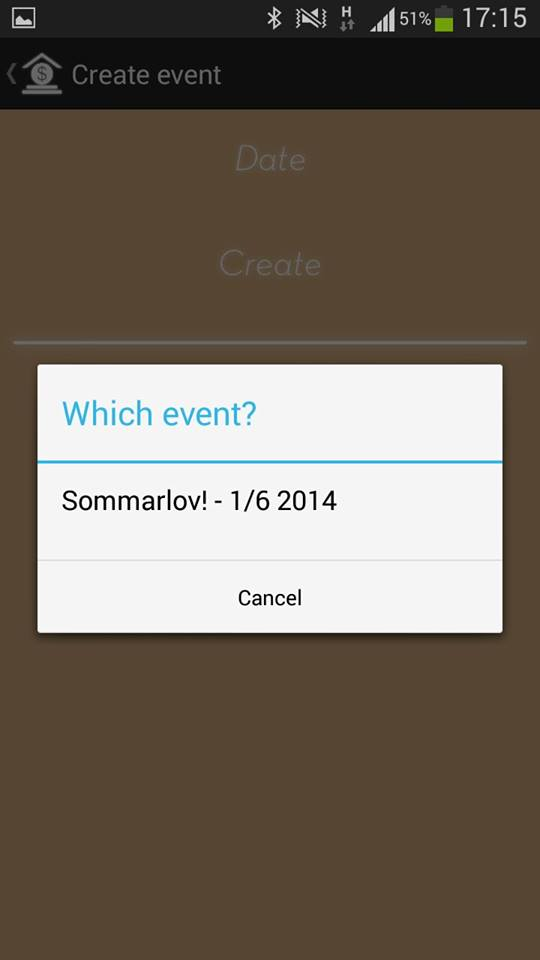 H 51% 17:15
Create event
Date
Create
Which event?
Sommarlov! - 1/6 2014
Cancel